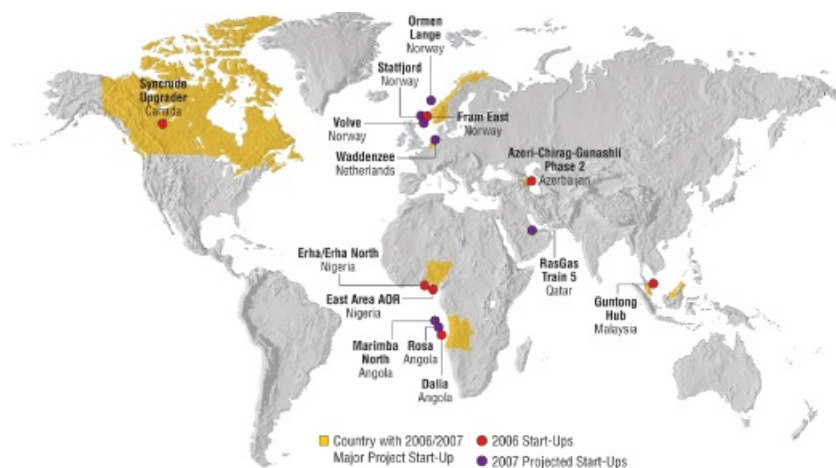 Ormen
Lange
Norway
Statfjord
Norway
Syncrude
Upgrader
Canada
Volve
Norway
Fram East
Norway
Waddenzee
Netherlands
Azeri-Chirag-Gunashli
Phase 2
Azerbaijan
Erha/Erha North
Nigeria
RasGas
Train 5
Qatar
East Area AOR
Nigeria
Guntong
Hub
Malaysia
Marimba
North
Angola
Rosa
Angola
Dalia
Angola
Country with 2006/2007
Major Project Start-Up
2006 Start-Ups
2007 Projected Start-Ups